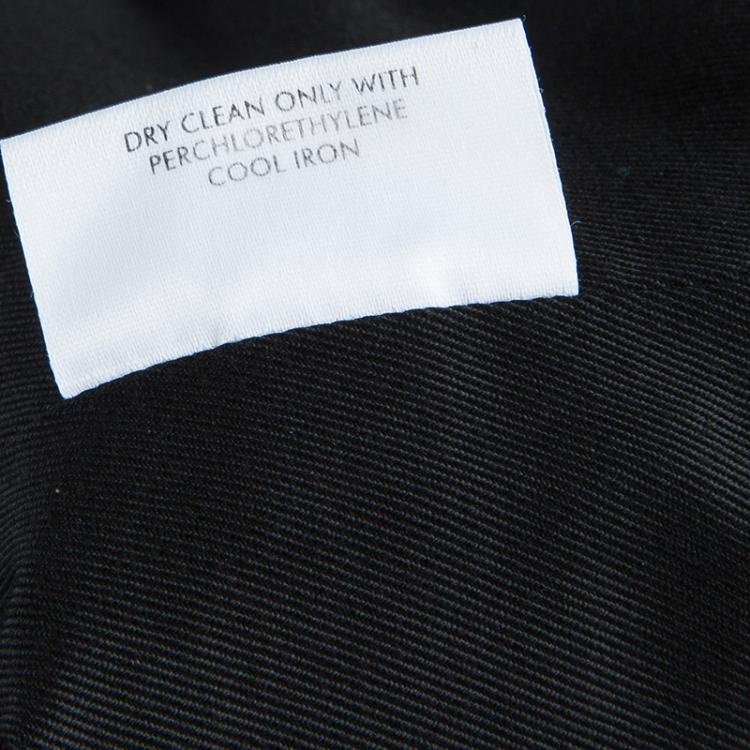 DRY CLEAN ONLY WITH
PERCHLORETHYLENE
COOL IRON